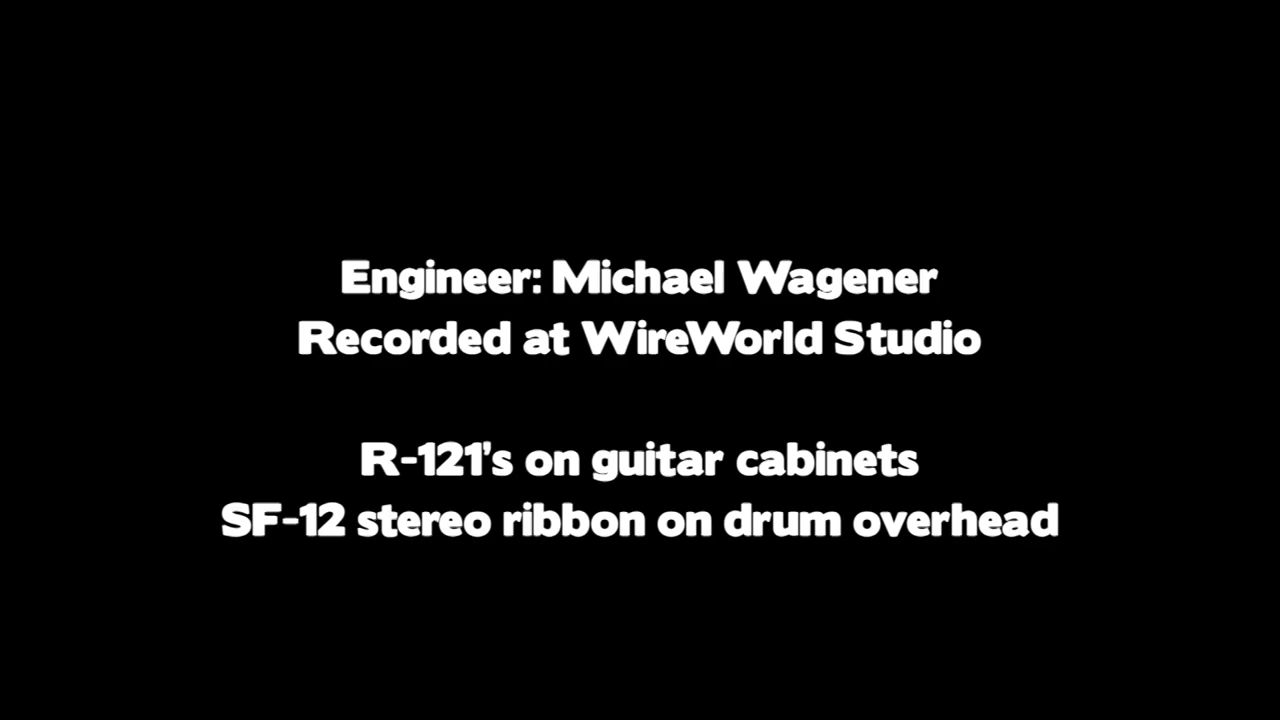 Engineer: Michael Wagener
Recorded at WireWorld Studio
R-121's on guitar cabinets
SF-12 stereo ribbon on drum overhead